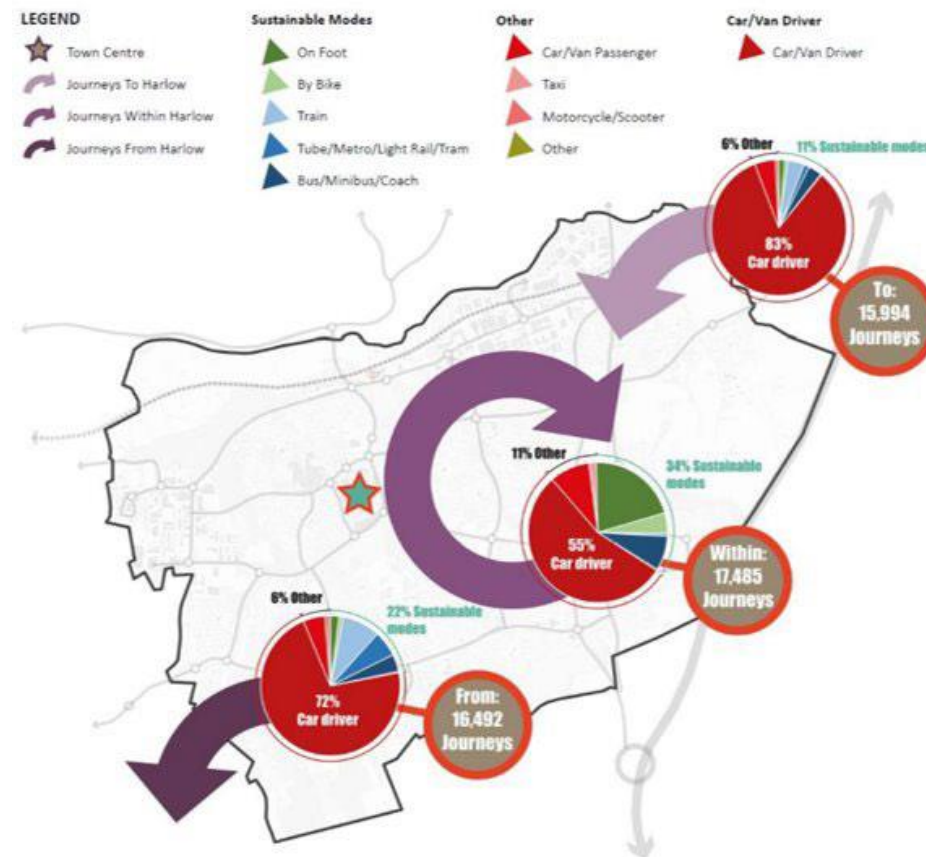 LEGEND
Town Centre
Journeys To Harlow
Journeys Within Harlow
Journeys From Harlow
Sustainable Modes
On Foot
By Bike
Train
Tube/Metro/Light Rail/Tram
Bus/Minibus/Coach
Other
Car/Van Passenger
Taxi
Motorcycle/Scooter
Other
Car/Van Driver
Car/Van Driver
6% Other
11% Sustainable modes
83%
Car driver
To:
15,994
Journeys
11% Other
34% Sustainable
modes
55%
Car driver
Within:
17,485
Journeys
6% Other
22% Sustainable
modes
72%
Car driver
From:
16,492
Journeys